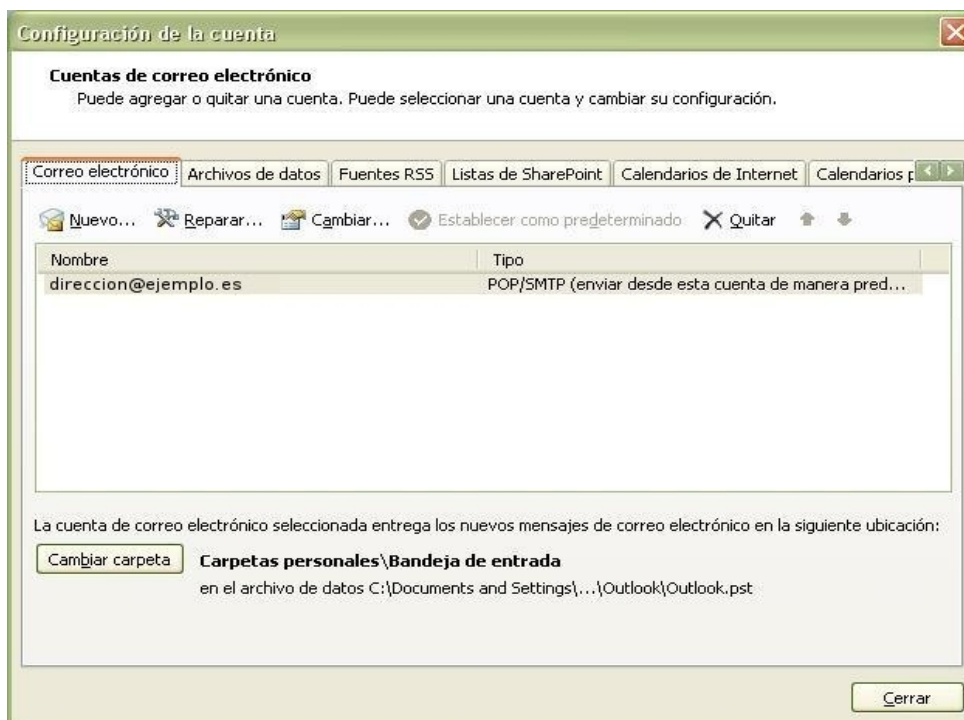 Configuración de la cuenta
Cuentas de correo electrónico
Puede agregar o quitar una cuenta. Puede seleccionar una cuenta y cambiar su configuración.
Correo electrónico Archivos de datos Fuentes RSS Listas de SharePoint Calendarios de Internet Calendarios p
Nuevo... Reparar... Cambiar... Establecer como predeterminado Quitar
Nombre Tipo
direccion@ejemplo.es POP/SMTP (enviar desde esta cuenta de manera pred...
La cuenta de correo electrónico seleccionada entrega los nuevos mensajes de correo electrónico en la siguiente ubicación:
Cambiar carpeta Carpetas personales\Bandeja de entrada
en el archivo de datos C:\Documents and Settings\...\Outlook\Outlook.pst
Cerrar